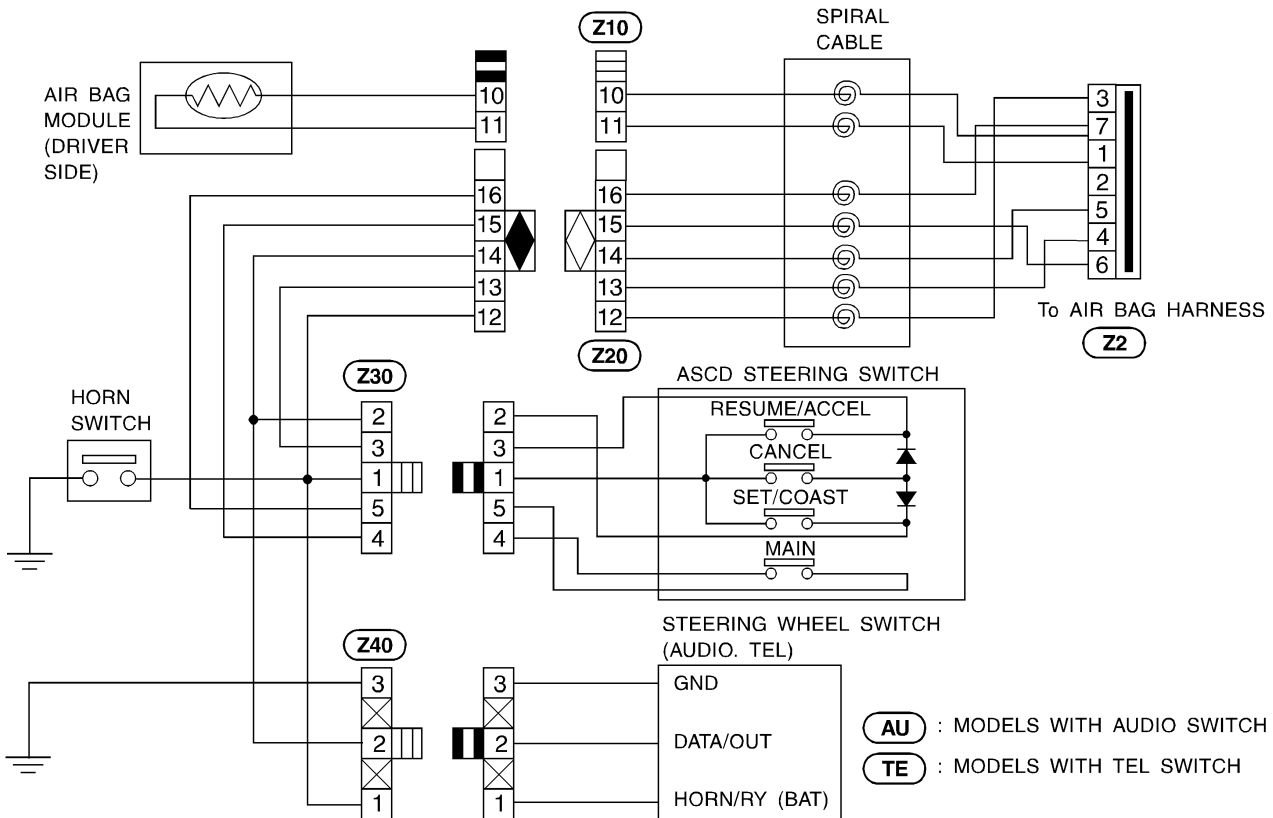 AIR BAG
MODULE
(DRIVER
SIDE)
10
11
16
15
14
13
12
Z10
10
11
16
15
14
13
12
Z20
SPIRAL
CABLE
3
7
1
2
5
4
6
To AIR BAG HARNESS
Z2
HORN
SWITCH
Z30
2
3
1
5
4
2
3
1
5
4
ASCD STEERING SWITCH
RESUME/ACCEL
CANCEL
SET/COAST
MAIN
Z40
3
2
1
3
2
1
STEERING WHEEL SWITCH
(AUDIO. TEL)
GND
DATA/OUT
HORN/RY (BAT)
AU : MODELS WITH AUDIO SWITCH
TE : MODELS WITH TEL SWITCH